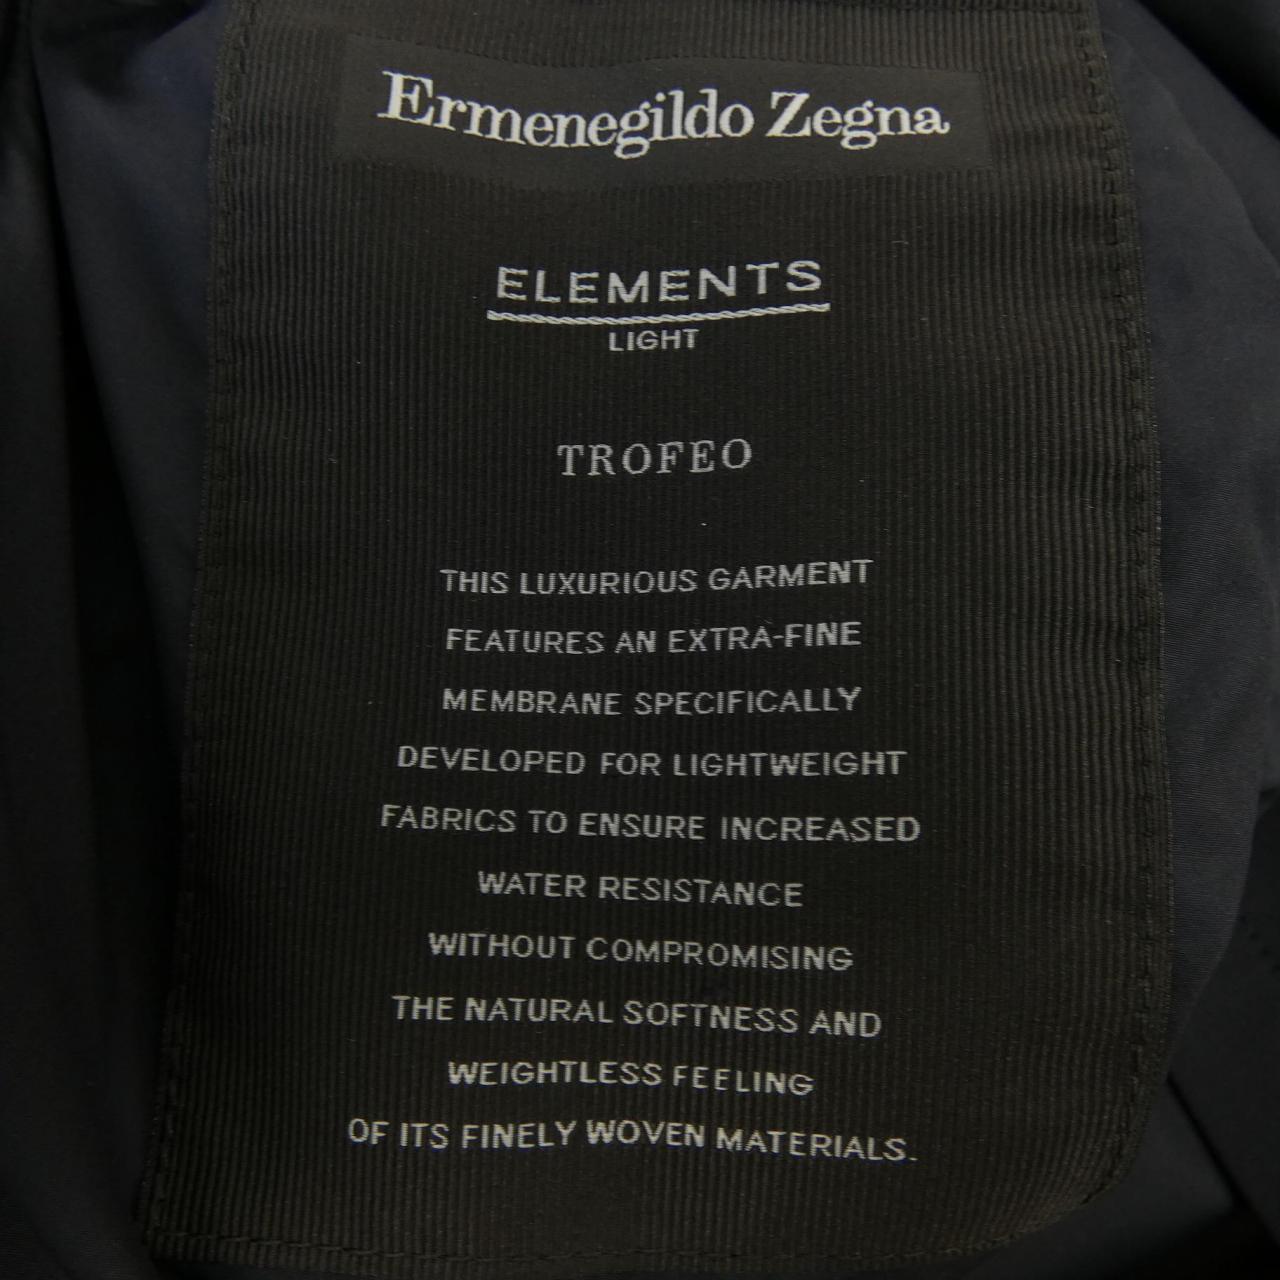 Ermenegildo Zegna
ELEMENTS
LIGHT
TROFEO
THIS LUXURIOUS GARMENT
FEATURES AN EXTRA-FINE
MEMBRANE SPECIFICALLY
DEVELOPED FOR LIGHTWEIGHT
FABRICS TO ENSURE INCREASED
WATER RESISTANCE
WITHOUT COMPROMISING
THE NATURAL SOFTNESS AND
WEIGHTLESS FEELING
OF ITS FINELY WOVEN MATERIALS.